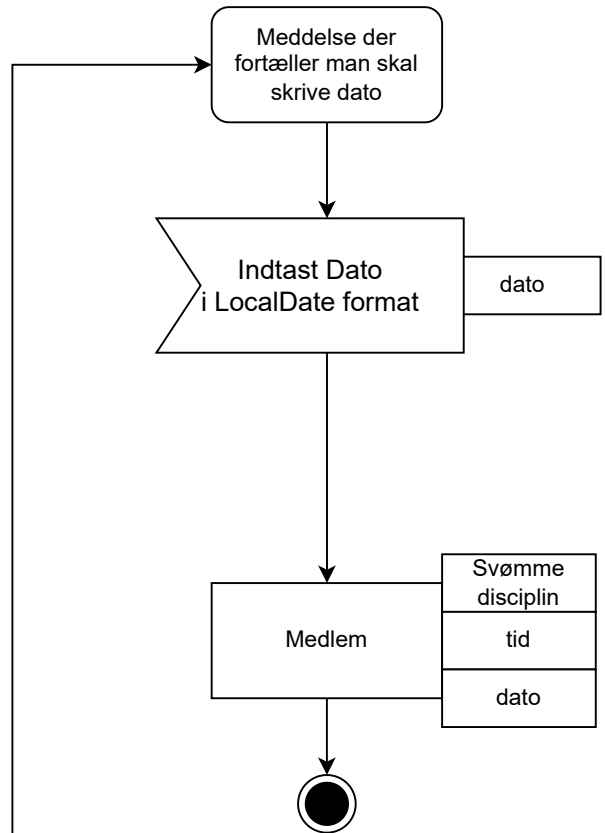 Meddelse der
fortæller man skal
skrive dato
Indtast Dato
i LocalDate format
dato
Svømme
disciplin
Medlem
tid
dato